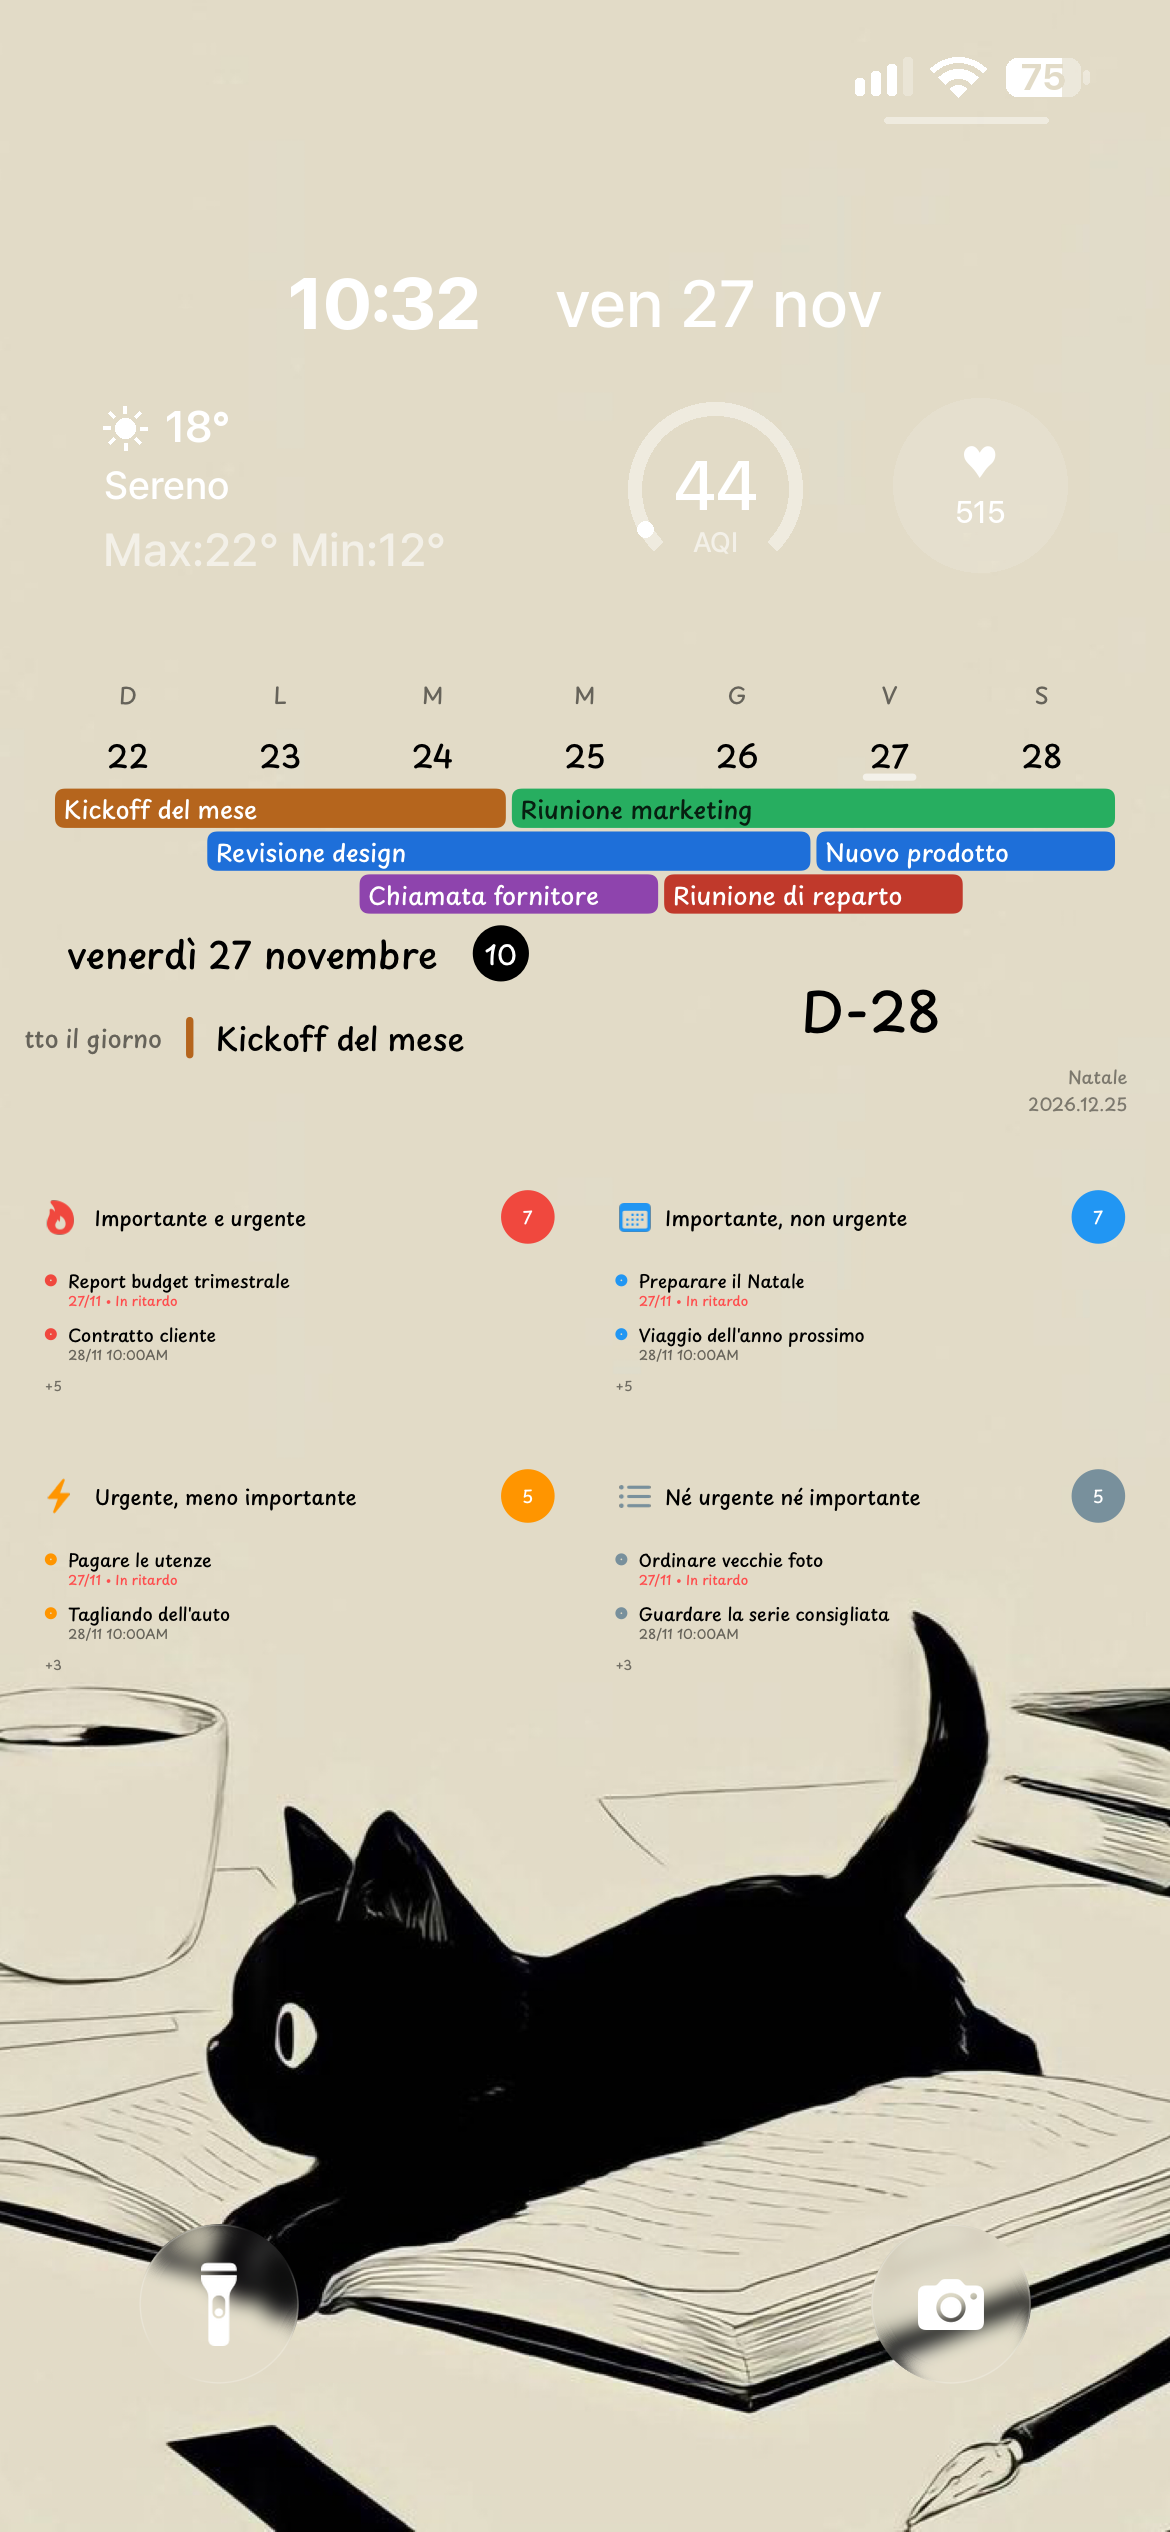 75
10:32 ven 27 nov
18°
Sereno
Max:22° Min:12°
44
AQI
515
D L M M G V S
22 23 24 25 26 27 28
Kickoff del mese Riunione marketing
Revisione design Nuovo prodotto
Chiamata fornitore Riunione di reparto
venerdì 27 novembre 10
tto il giorno Kickoff del mese
D-28
Natale
2026.12.25
Importante e urgente 7
Report budget trimestrale
27/11 • In ritardo
Contratto cliente
28/11 10:00AM
+5
Importante, non urgente 7
Preparare il Natale
27/11 • In ritardo
Viaggio dell'anno prossimo
28/11 10:00AM
+5
Urgente, meno importante 5
Pagare le utenze
27/11 • In ritardo
Tagliando dell'auto
28/11 10:00AM
+3
Né urgente né importante 5
Ordinare vecchie foto
27/11 • In ritardo
Guardare la serie consigliata
28/11 10:00AM
+3